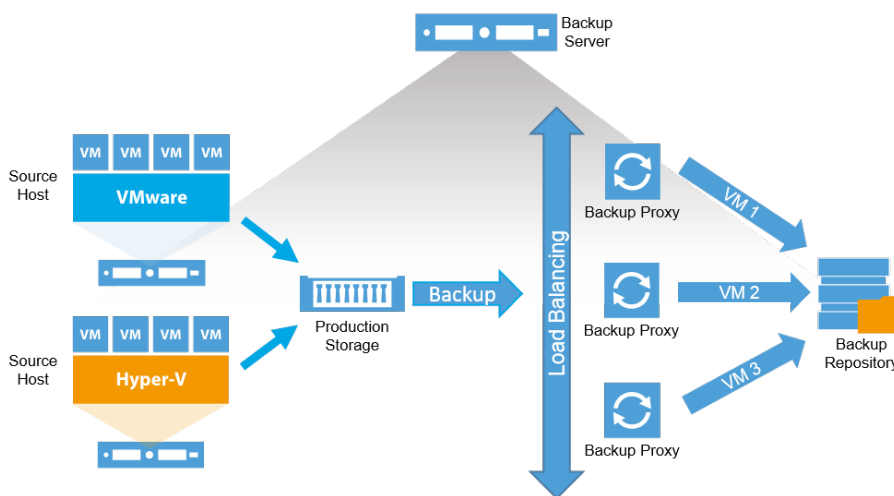 Backup
Server
VM VM VM VM
Source
Host
VMware
Backup Proxy
VM 1
Load Balancing
Backup
Production
Storage
Backup Proxy
VM 2
Backup
Repository
VM VM VM VM
Source
Host
Hyper-V
Backup Proxy
VM 3